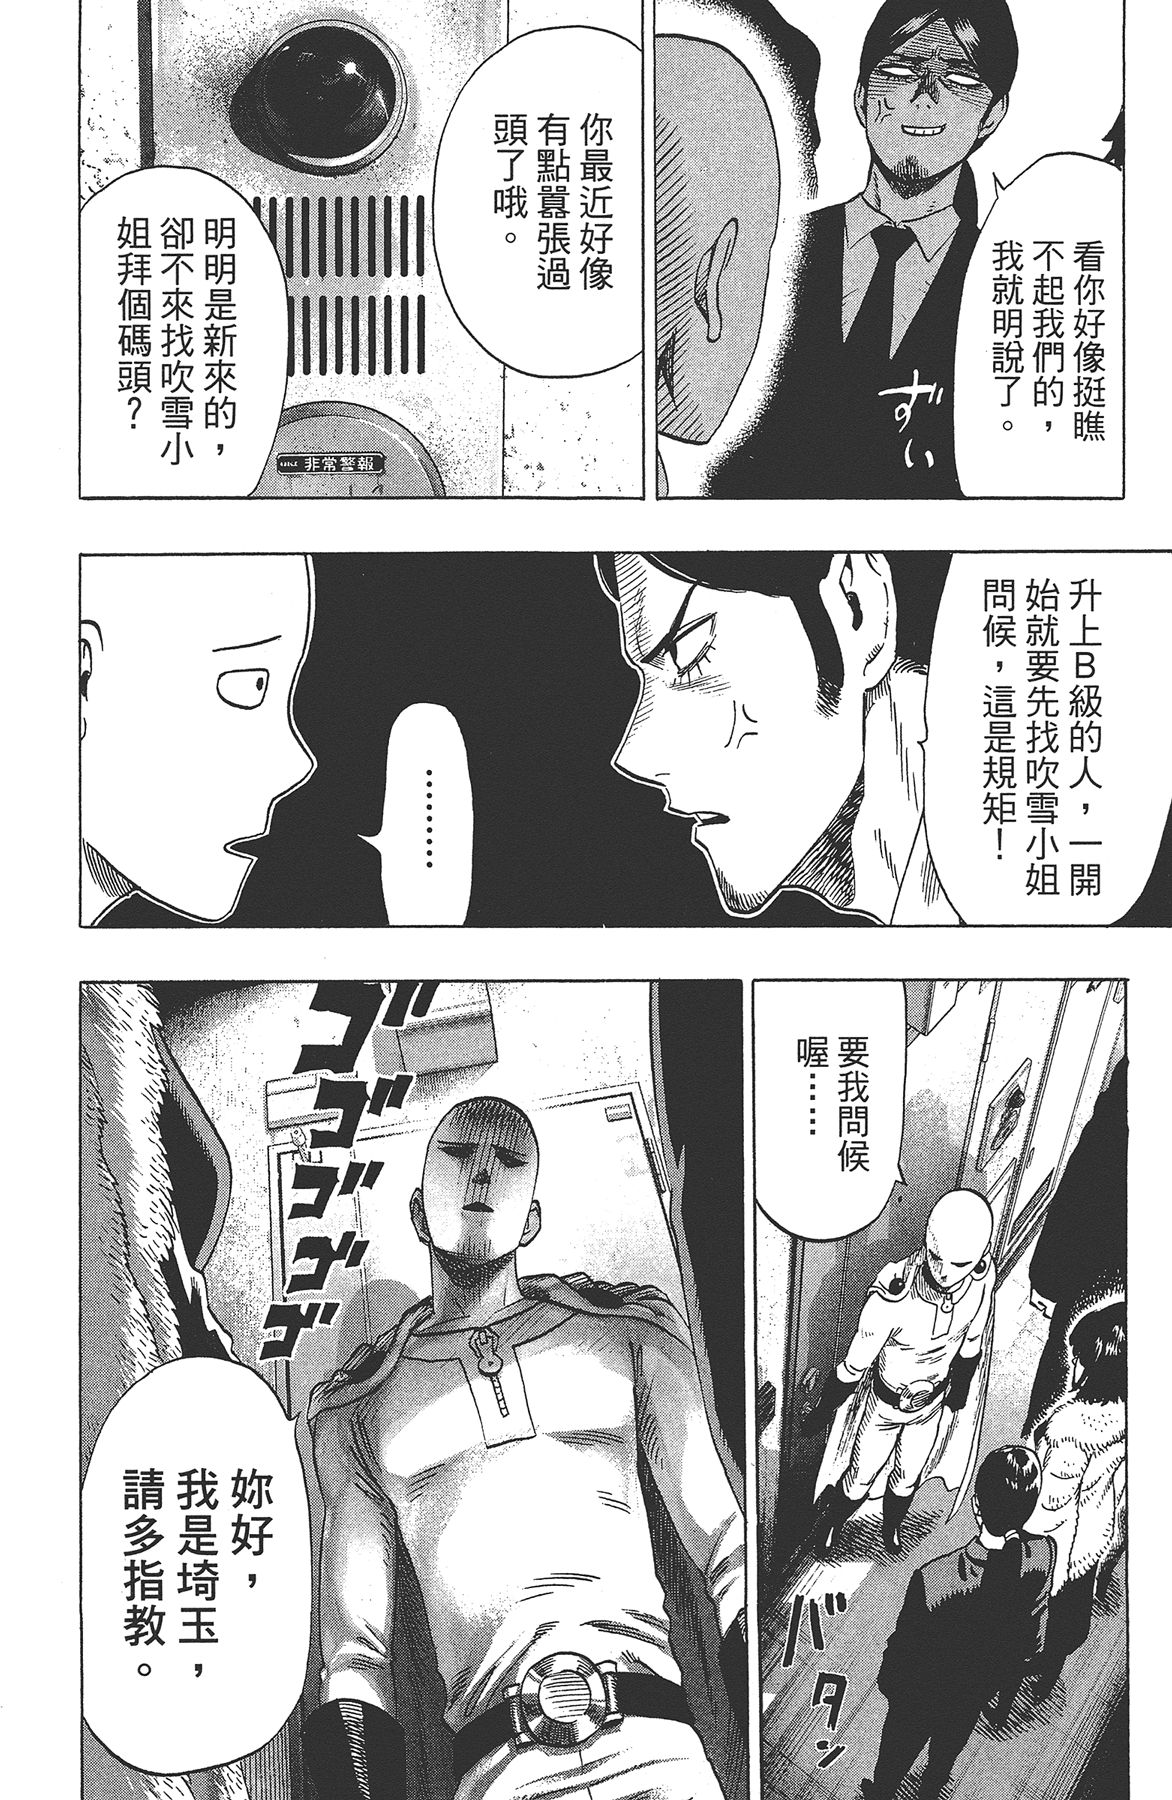 看你好像挺瞧
不起我們的，
我就明說了。
ずいっ
你最近好像
有點囂張過
頭了哦。
明明是新來的，
卻不來找吹雪小
姐拜個碼頭？
非常警報
升上B級的人，一開
始就要先找吹雪小姐
問候，這是規矩！
………
要我問候
喔……
バタン
ゴゴゴゴゴ
妳好，
我是埼玉，
請多指教。